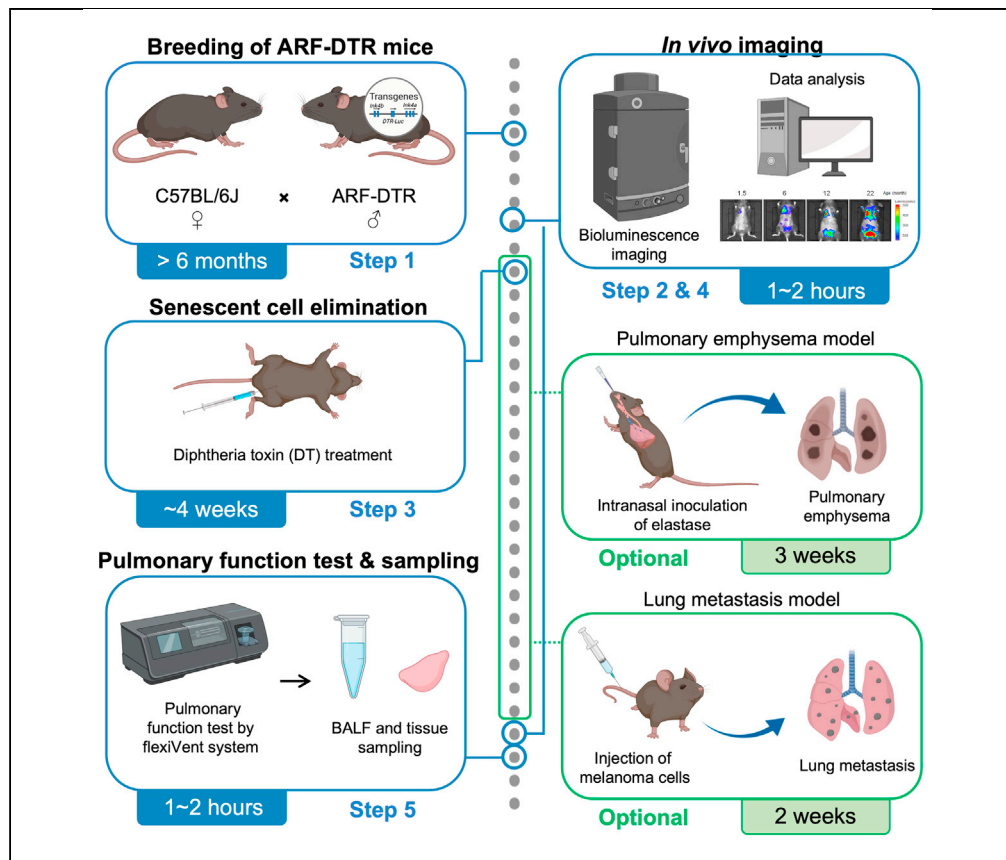 Breeding of ARF-DTR mice
Transgenes
Ink4b Ink4a
DTR-Luc
C57BL/6J × ARF-DTR
♀ ♂
> 6 months Step 1
Senescent cell elimination
Diphtheria toxin (DT) treatment
~4 weeks Step 3
Pulmonary function test & sampling
Pulmonary
function test by
flexiVent system
BALF and tissue
sampling
1~2 hours Step 5
In vivo imaging
Data analysis
1.5 6 12 22 Age (month)
Bioluminescence
imaging
Step 2 & 4 1~2 hours
Pulmonary emphysema model
Intranasal inoculation
of elastase
Pulmonary
emphysema
Optional 3 weeks
Lung metastasis model
Injection of
melanoma cells
Lung metastasis
Optional 2 weeks